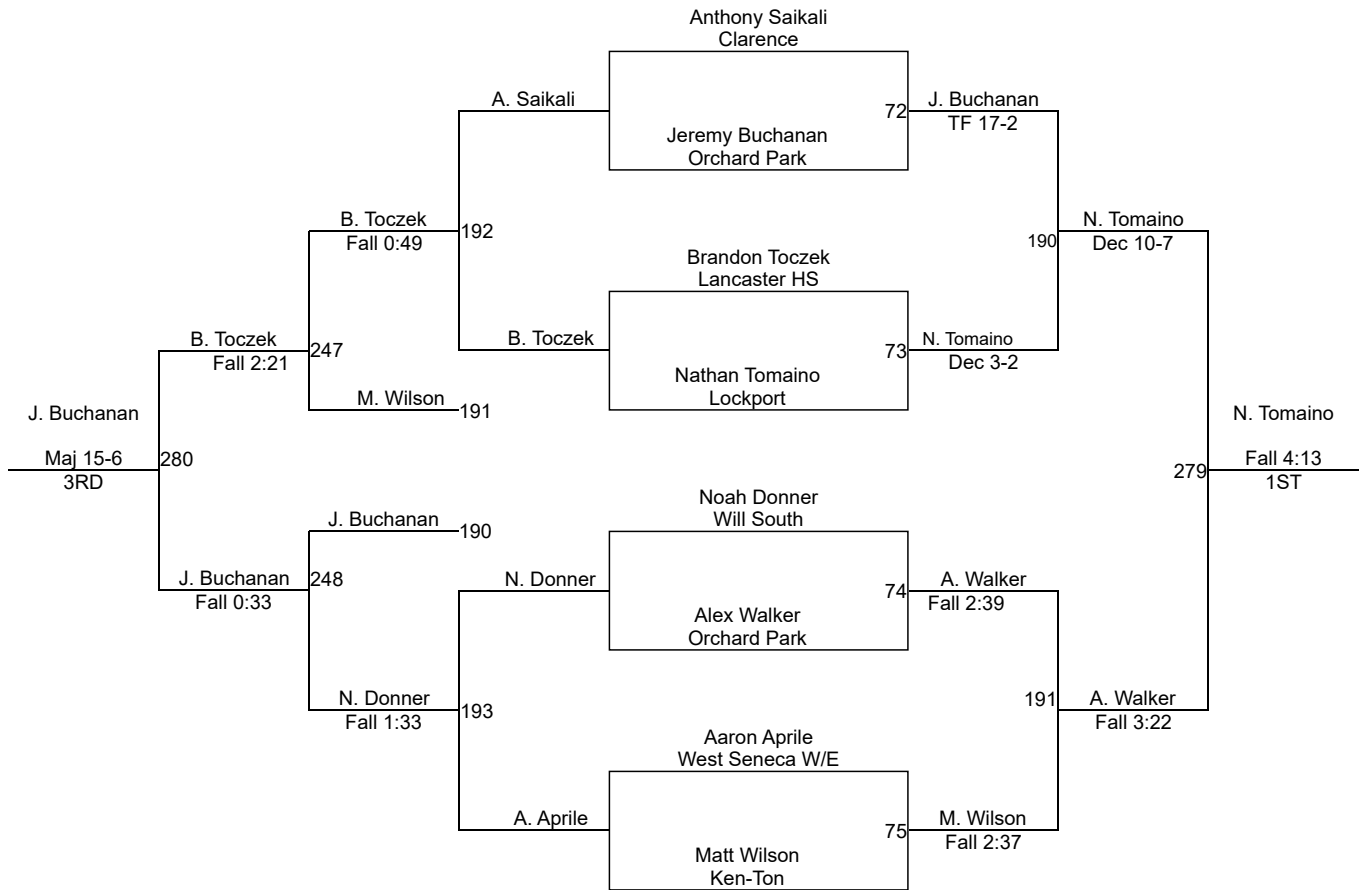 Anthony Saikali
Clarence
A. Saikali
72
J. Buchanan
TF 17-2
Jeremy Buchanan
Orchard Park
B. Toczek
Fall 0:49
192
190
N. Tomaino
Dec 10-7
Brandon Toczek
Lancaster HS
B. Toczek
Fall 2:21
247
B. Toczek
73
N. Tomaino
Dec 3-2
Nathan Tomaino
Lockport
M. Wilson
191
J. Buchanan
Maj 15-6
3RD
280
N. Tomaino
Fall 4:13
1ST
279
Noah Donner
Will South
J. Buchanan
190
J. Buchanan
Fall 0:33
248
N. Donner
74
A. Walker
Fall 2:39
Alex Walker
Orchard Park
N. Donner
Fall 1:33
193
191
A. Walker
Fall 3:22
Aaron Aprile
West Seneca W/E
A. Aprile
75
M. Wilson
Fall 2:37
Matt Wilson
Ken-Ton